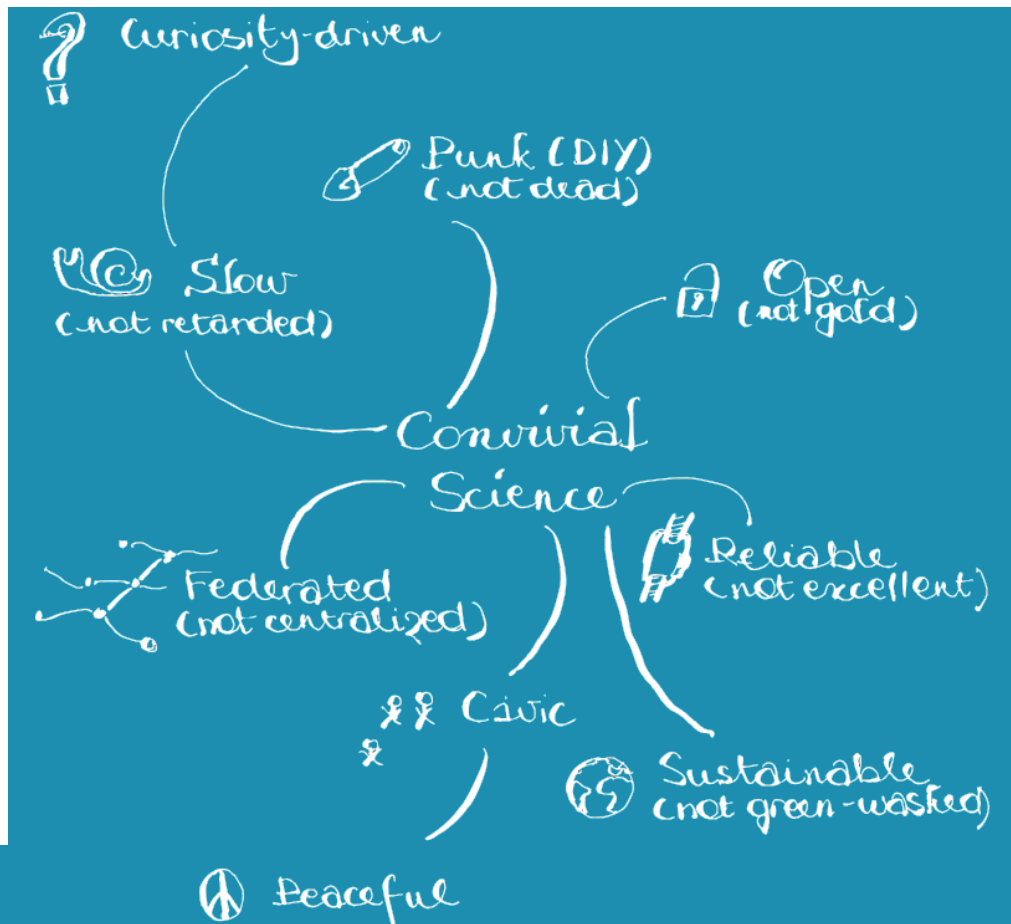 Curiosity-driven
Punk (DIY)
(not dead)
Slow
(not retarded)
Open
(not gold)
Convivial
Science
Reliable
(not excellent)
Federated
(not centralized)
Civic
Sustainable
(not green-washed)
Peaceful